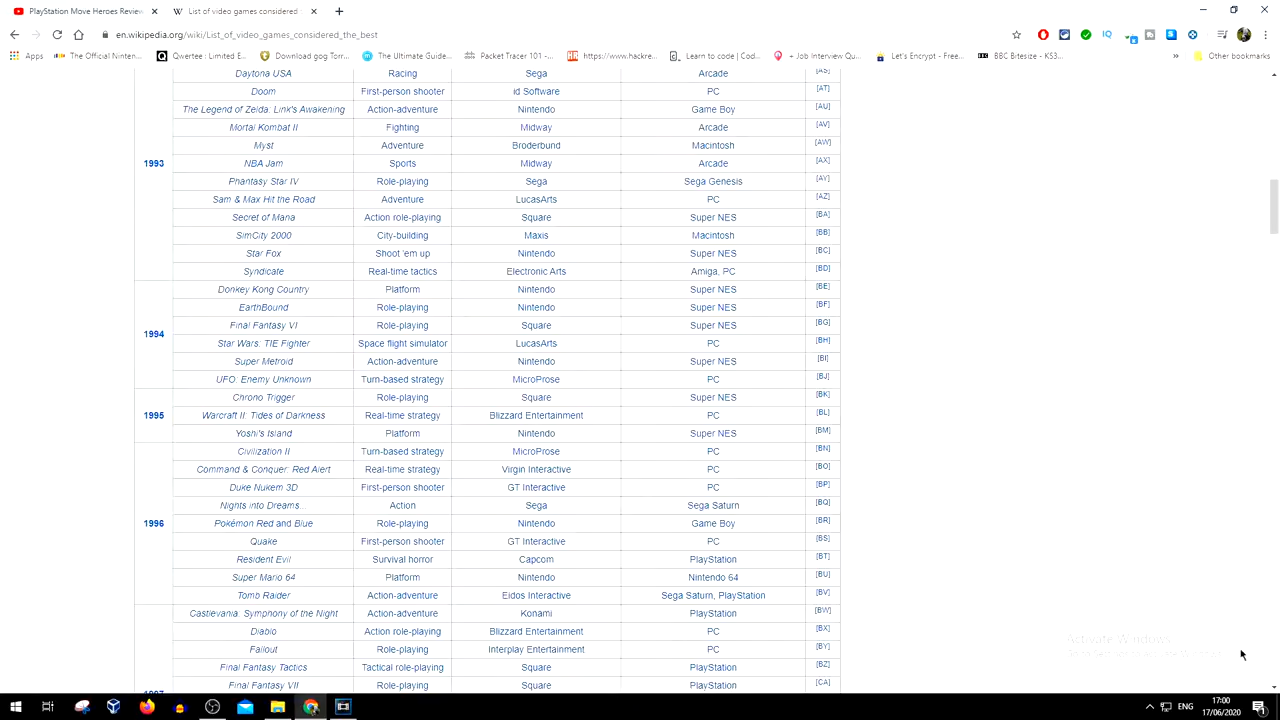 PlayStation Move Heroes Review
List of video games considered
en.wikipedia.org/wiki/List_of_video_games_considered_the_best
Apps
The Official Ninten...
Qwertee : Limited E...
Download gog Torr...
The Ultimate Guide...
Packet Tracer 101 -...
https://www.hackre...
Learn to code | Cod...
+ Job Interview Qu...
Let's Encrypt - Free...
BBC Bitesize - KS3...
»
Other bookmarks
Daytona USA Racing Sega Arcade [AS]
Doom First-person shooter id Software PC [AT]
The Legend of Zelda: Link's Awakening Action-adventure Nintendo Game Boy [AU]
Mortal Kombat II Fighting Midway Arcade [AV]
Myst Adventure Broderbund Macintosh [AW]
1993 NBA Jam Sports Midway Arcade [AX]
Phantasy Star IV Role-playing Sega Sega Genesis [AY]
Sam & Max Hit the Road Adventure LucasArts PC [AZ]
Secret of Mana Action role-playing Square Super NES [BA]
SimCity 2000 City-building Maxis Macintosh [BB]
Star Fox Shoot 'em up Nintendo Super NES [BC]
Syndicate Real-time tactics Electronic Arts Amiga, PC [BD]
Donkey Kong Country Platform Nintendo Super NES [BE]
EarthBound Role-playing Nintendo Super NES [BF]
1994 Final Fantasy VI Role-playing Square Super NES [BG]
Star Wars: TIE Fighter Space flight simulator LucasArts PC [BH]
Super Metroid Action-adventure Nintendo Super NES [BI]
UFO: Enemy Unknown Turn-based strategy MicroProse PC [BJ]
Chrono Trigger Role-playing Square Super NES [BK]
1995 Warcraft II: Tides of Darkness Real-time strategy Blizzard Entertainment PC [BL]
Yoshi's Island Platform Nintendo Super NES [BM]
Civilization II Turn-based strategy MicroProse PC [BN]
Command & Conquer: Red Alert Real-time strategy Virgin Interactive PC [BO]
Duke Nukem 3D First-person shooter GT Interactive PC [BP]
Nights into Dreams... Action Sega Sega Saturn [BQ]
1996 Pokémon Red and Blue Role-playing Nintendo Game Boy [BR]
Quake First-person shooter GT Interactive PC [BS]
Resident Evil Survival horror Capcom PlayStation [BT]
Super Mario 64 Platform Nintendo Nintendo 64 [BU]
Tomb Raider Action-adventure Eidos Interactive Sega Saturn, PlayStation [BV]
Castlevania: Symphony of the Night Action-adventure Konami PlayStation [BW]
Diablo Action role-playing Blizzard Entertainment PC [BX]
Fallout Role-playing Interplay Entertainment PC [BY]
Final Fantasy Tactics Tactical role-playing Square PlayStation [BZ]
Final Fantasy VII Role-playing Square PlayStation [CA]
1997
Activate Windows
ENG
17:00
17/06/2020